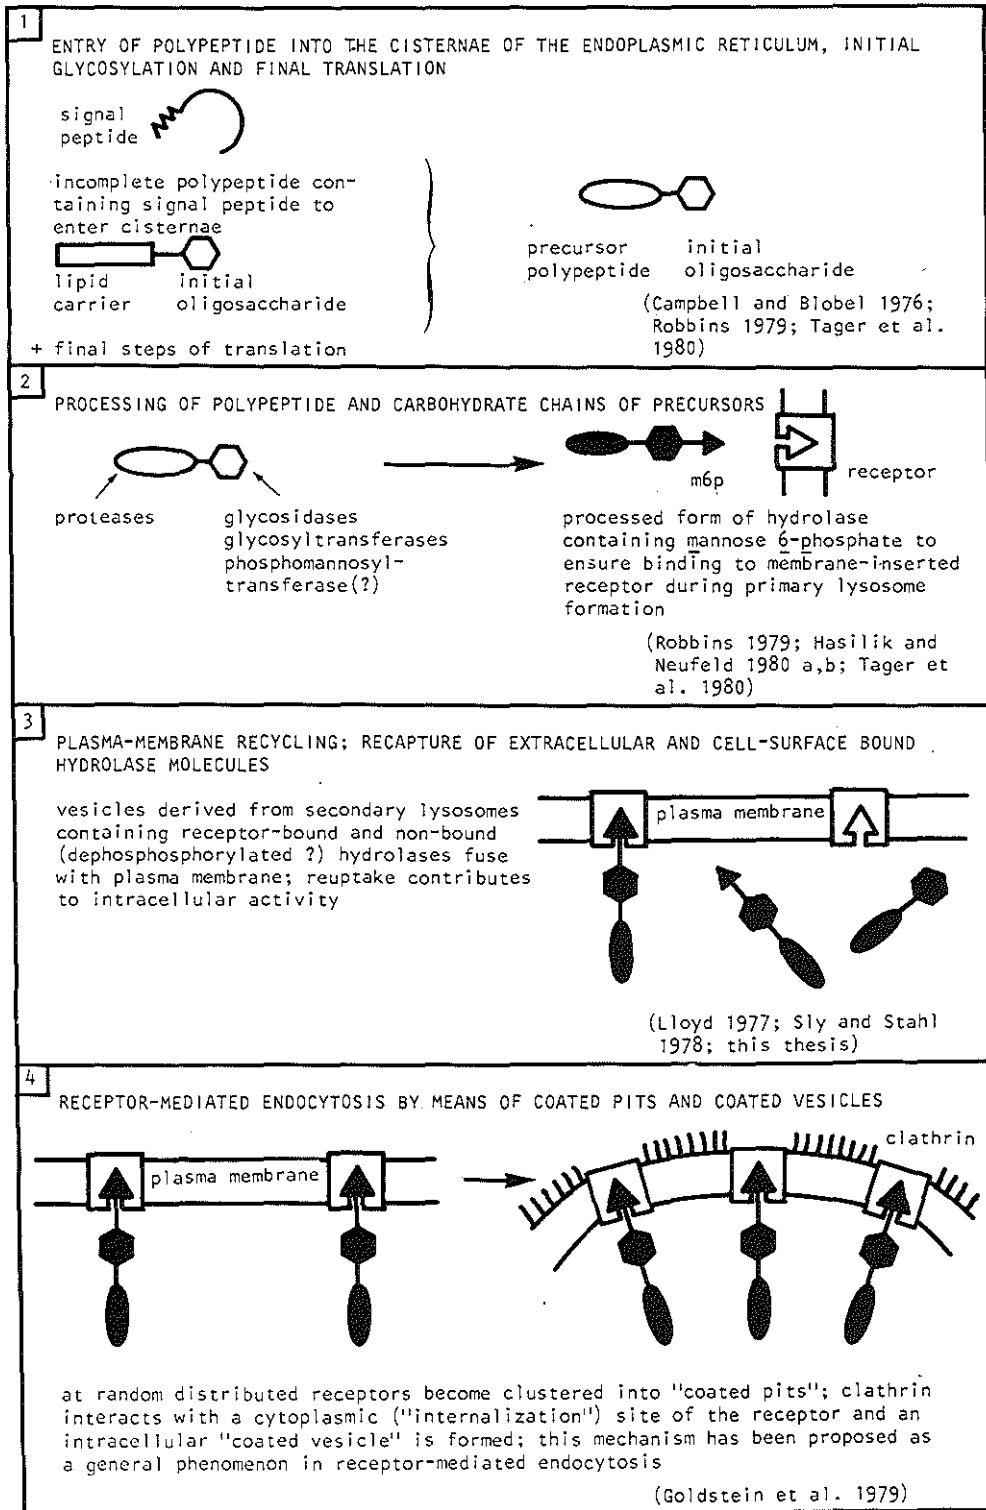 1
ENTRY OF POLYPEPTIDE INTO THE CISTERNAE OF THE ENDOPLASMIC RETICULUM, INITIAL
GLYCOSYLATION AND FINAL TRANSLATION
signal
peptide
incomplete polypeptide con-
taining signal peptide to
enter cisternae
lipid initial
carrier oligosaccharide
+ final steps of translation
precursor initial
polypeptide oligosaccharide
(Campbell and Blobel 1976;
Robbins 1979; Tager et al.
1980)
2
PROCESSING OF POLYPEPTIDE AND CARBOHYDRATE CHAINS OF PRECURSORS
proteases
glycosidases
glycosyltransferases
phosphomannosyl-
transferase(?)
m6p
receptor
processed form of hydrolase
containing mannose 6-phosphate to
ensure binding to membrane-inserted
receptor during primary lysosome
formation
(Robbins 1979; Hasilik and
Neufeld 1980 a,b; Tager et
al. 1980)
3
PLASMA-MEMBRANE RECYCLING; RECAPTURE OF EXTRACELLULAR AND CELL-SURFACE BOUND
HYDROLASE MOLECULES
vesicles derived from secondary lysosomes
containing receptor-bound and non-bound
(dephosphosphorylated ?) hydrolases fuse
with plasma membrane; reuptake contributes
to intracellular activity
plasma membrane
(Lloyd 1977; Sly and Stahl
1978; this thesis)
4
RECEPTOR-MEDIATED ENDOCYTOSIS BY MEANS OF COATED PITS AND COATED VESICLES
plasma membrane
clathrin
at random distributed receptors become clustered into "coated pits"; clathrin
interacts with a cytoplasmic ("internalization") site of the receptor and an
intracellular "coated vesicle" is formed; this mechanism has been proposed as
a general phenomenon in receptor-mediated endocytosis
(Goldstein et al. 1979)